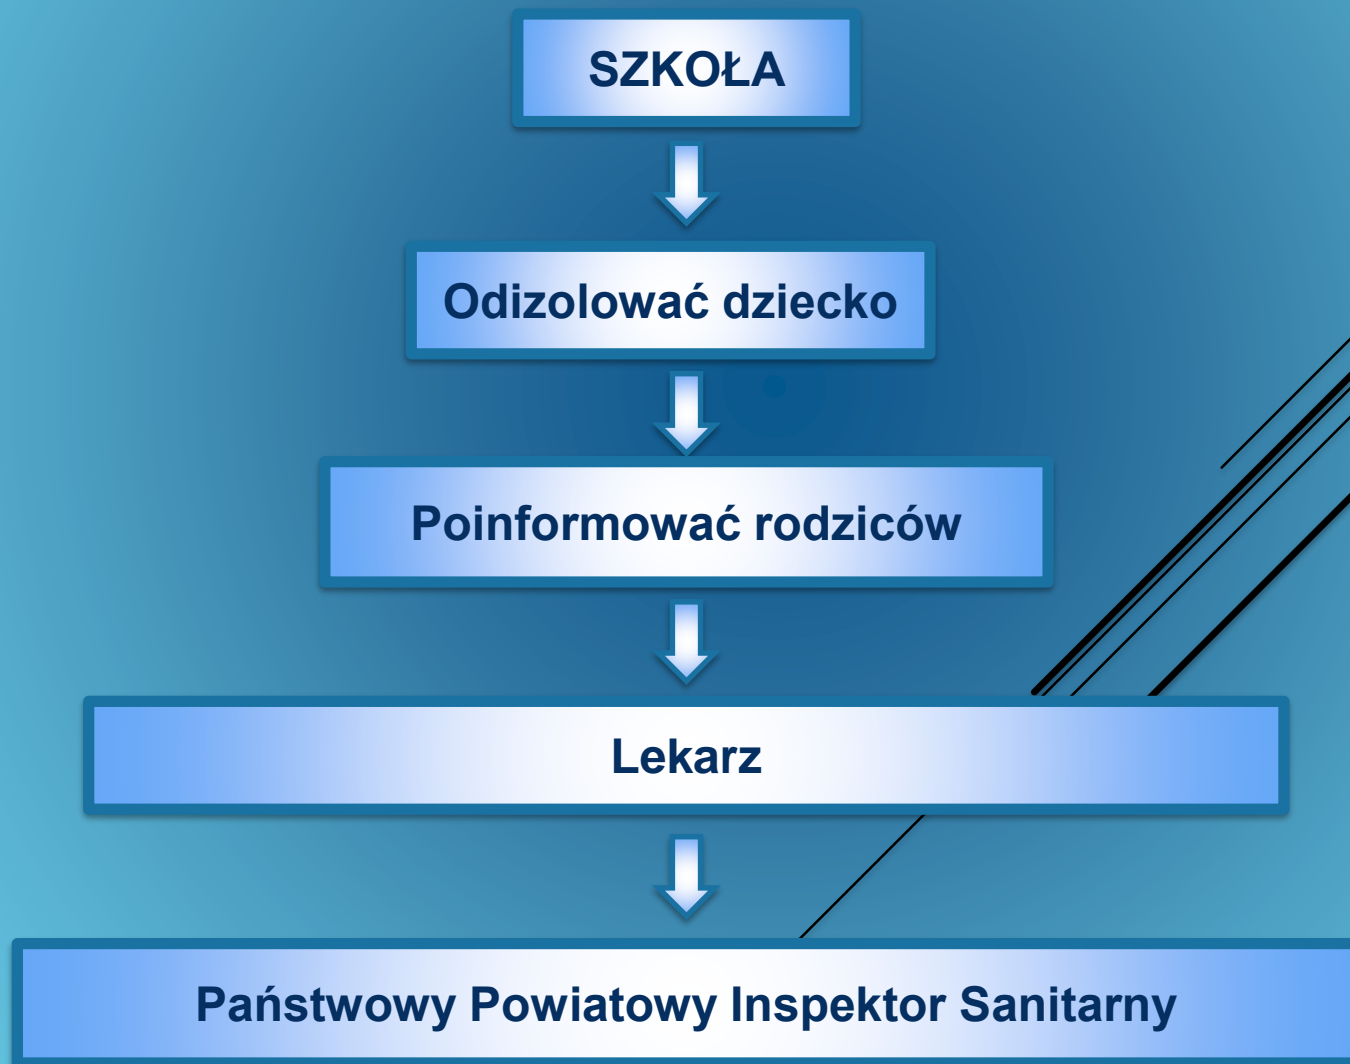 SZKOŁA
Odizolować dziecko
Poinformować rodziców
Lekarz
Państwowy Powiatowy Inspektor Sanitarny